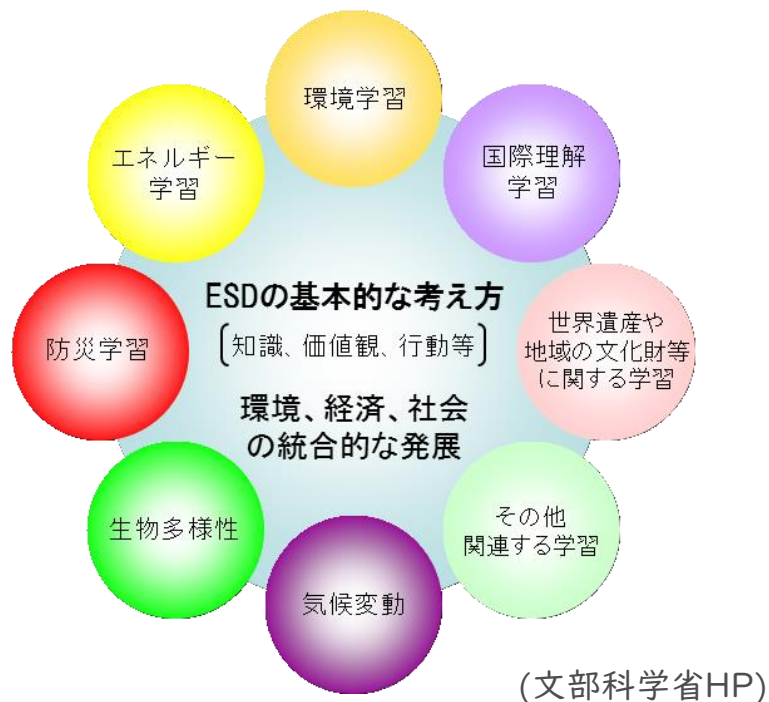 環境学習
国際理解
学習
世界遺産や
地域の文化財等
に関する学習
その他
関連する学習
気候変動
生物多様性
防災学習
エネルギー
学習
ESDの基本的な考え方
[知識、価値観、行動等]
環境、経済、社会
の統合的な発展
(文部科学省HP)